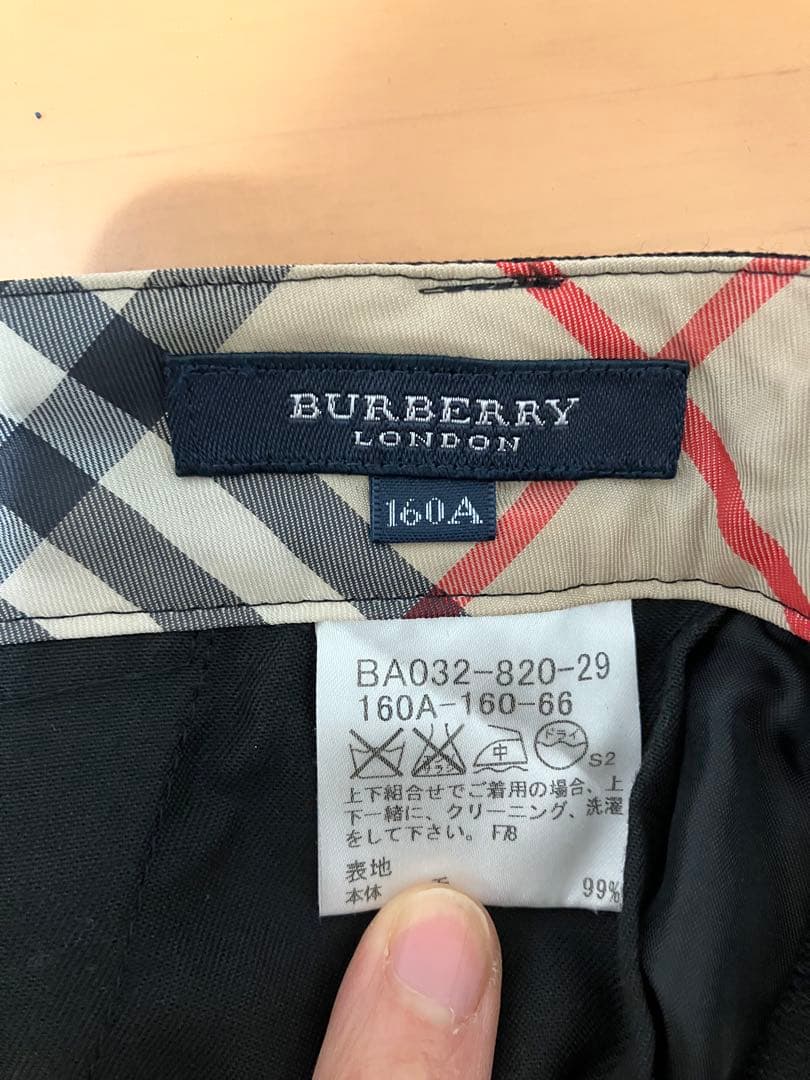 BURBERRY
LONDON
160A
BA032-820-29
160A-160-66
中 ドライ
S2
上下組合せでご着用の場合、上
下一緒に、クリーニング、洗濯
をして下さい。 F78
表地
本体 99%